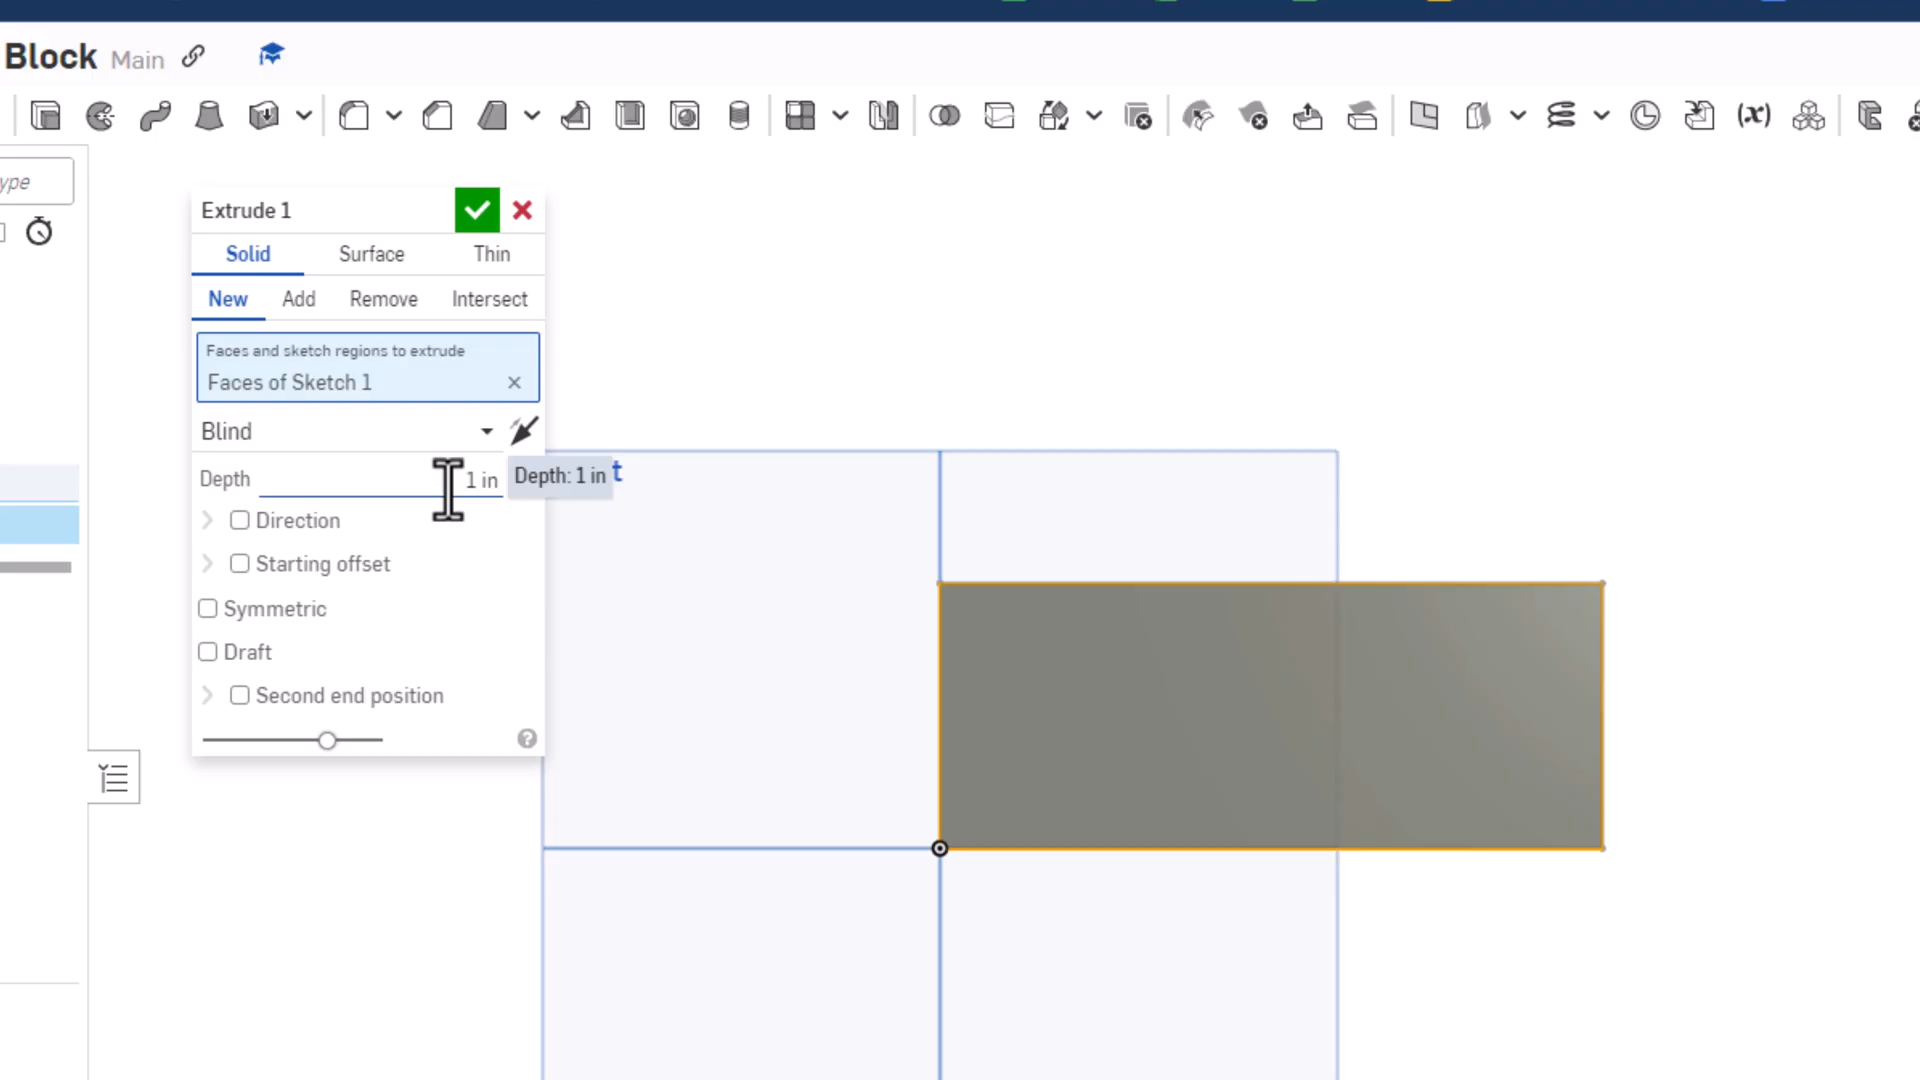 Block Main
(x)
ype
Extrude 1
Solid Surface Thin
New Add Remove Intersect
Faces and sketch regions to extrude
Faces of Sketch 1
Blind
Depth 1 in
Depth: 1 in
t
Direction
Starting offset
Symmetric
Draft
Second end position